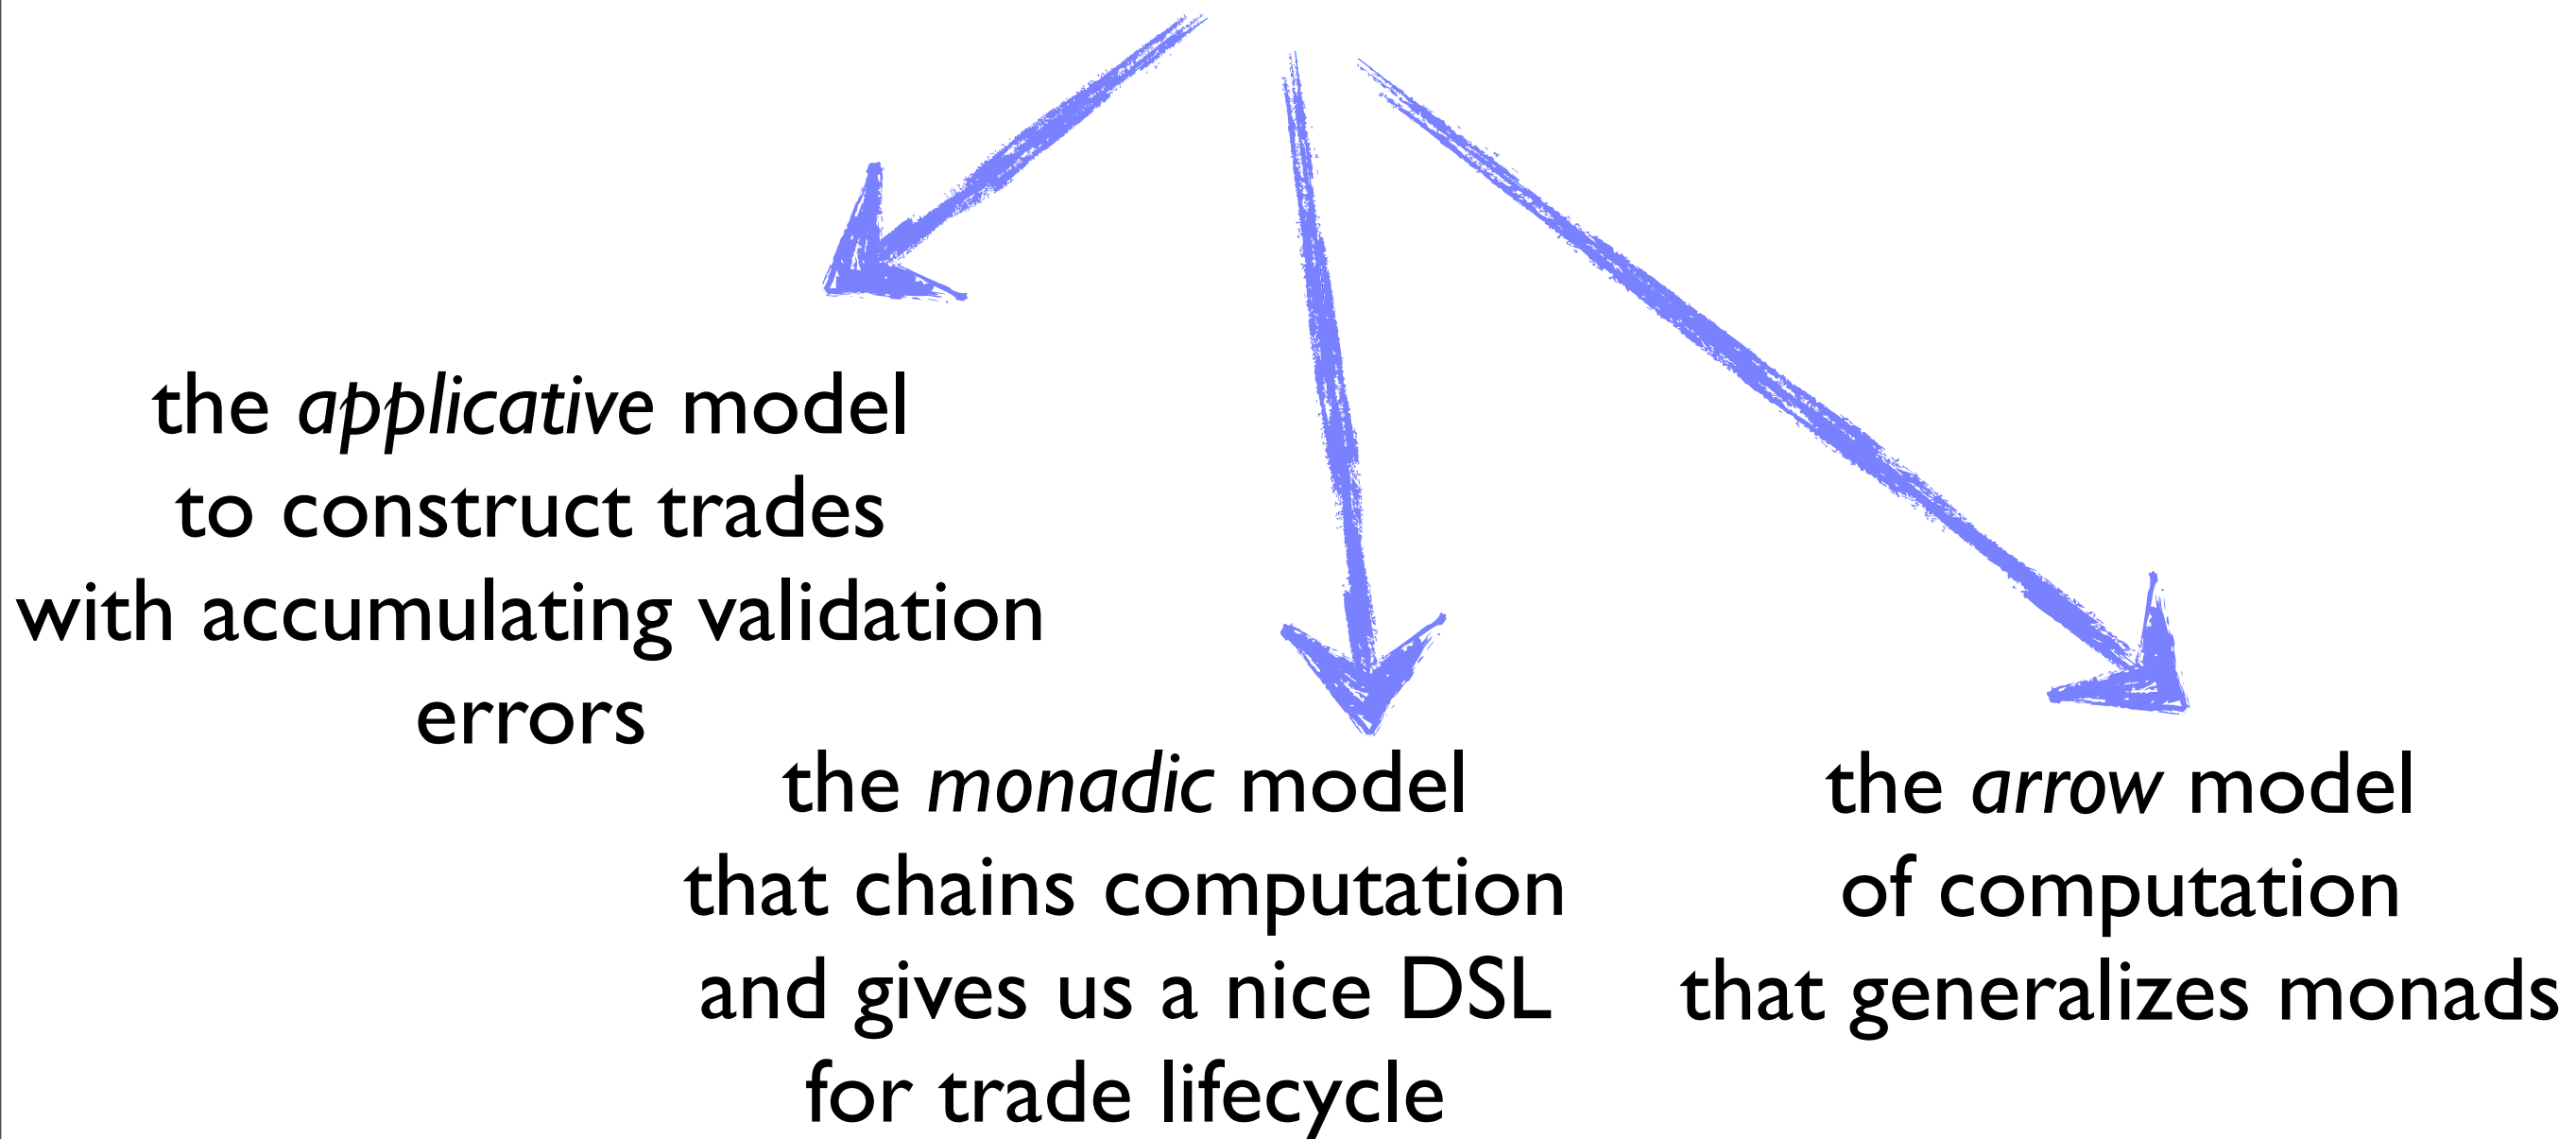 the applicative model
to construct trades
with accumulating validation
errors
the monadic model
that chains computation
and gives us a nice DSL
for trade lifecycle
the arrow model
of computation
that generalizes monads